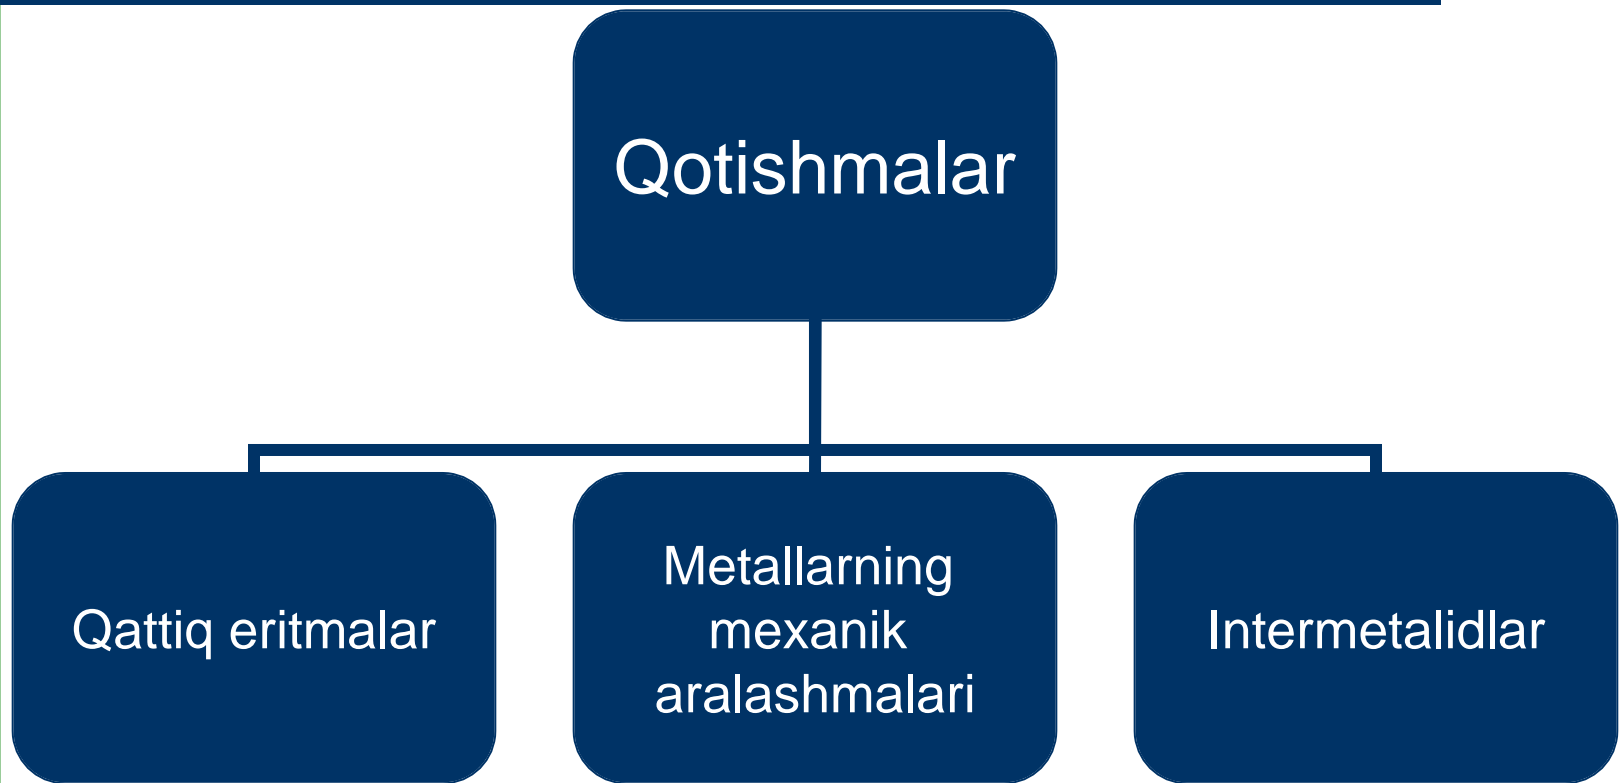 Qotishmalar
Qattiq eritmalar
Metallarning
mexanik
aralashmalari
Intermetalidlar